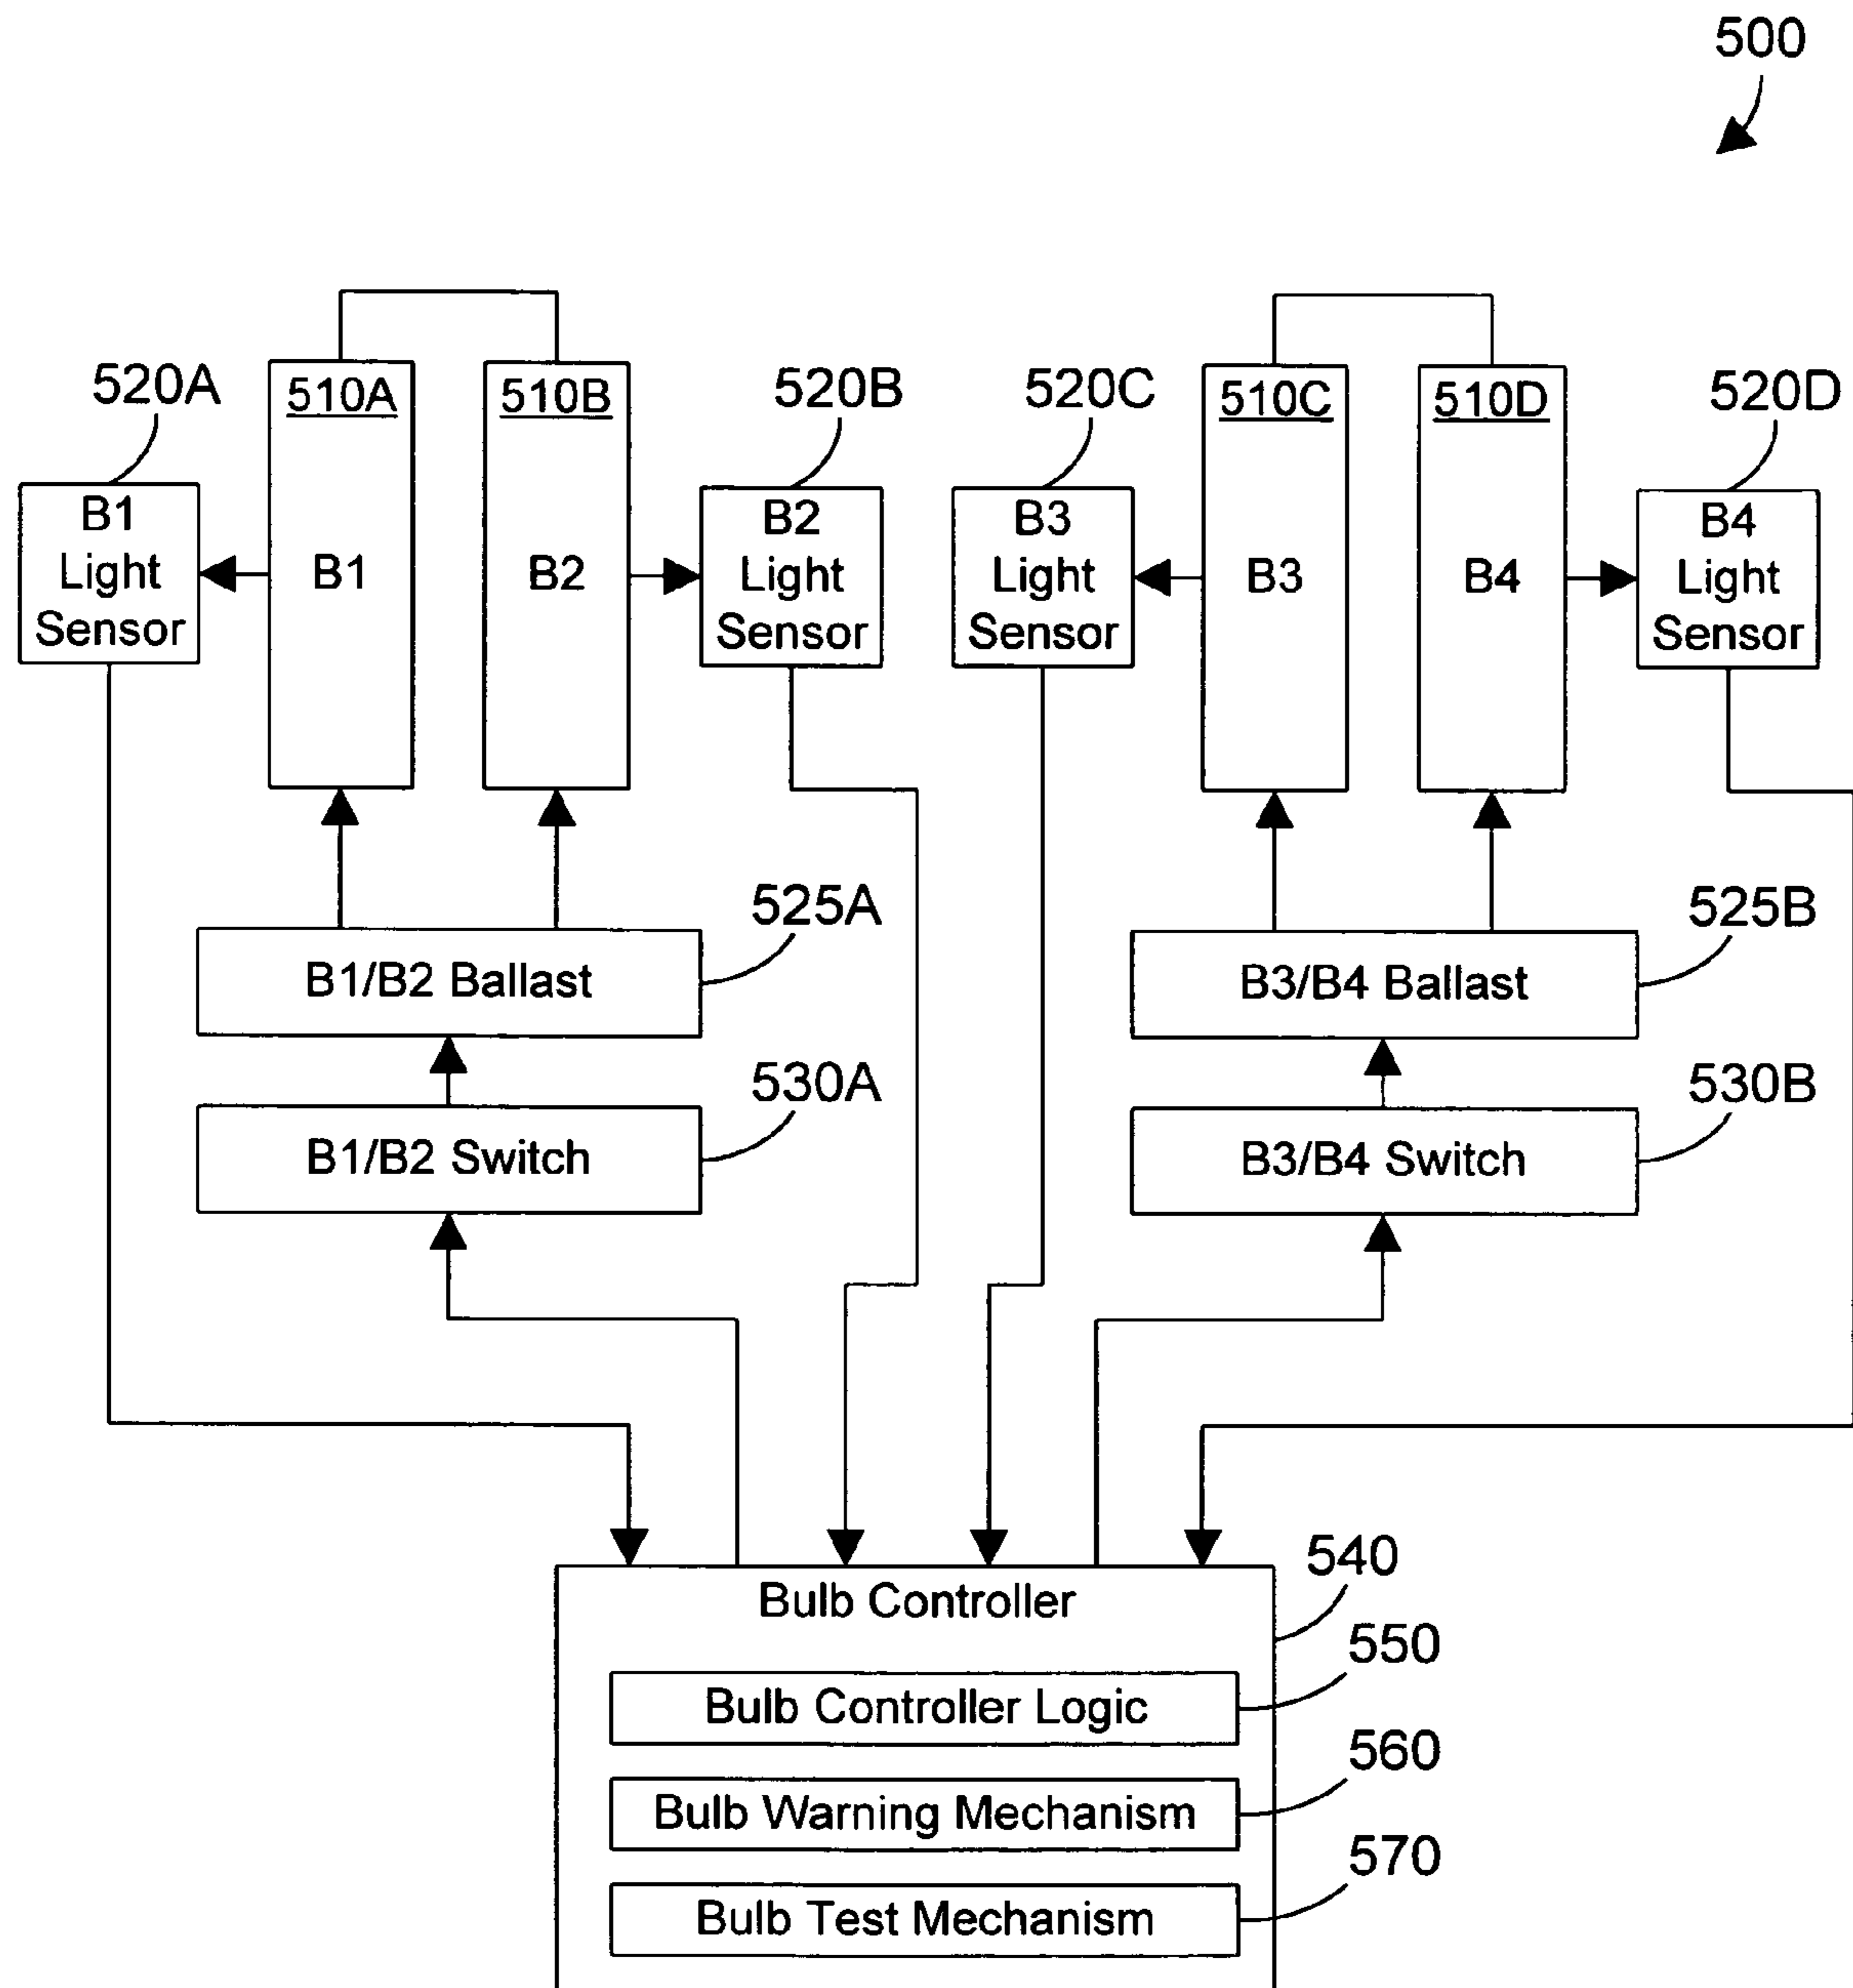 500
520A
510A
510B
520B
520C
510C
510D
520D
B1
Light
Sensor
B1
B2
B2
Light
Sensor
B3
Light
Sensor
B3
B4
B4
Light
Sensor
525A
B1/B2 Ballast
525B
B3/B4 Ballast
530A
B1/B2 Switch
530B
B3/B4 Switch
540
Bulb Controller
550
Bulb Controller Logic
560
Bulb Warning Mechanism
570
Bulb Test Mechanism